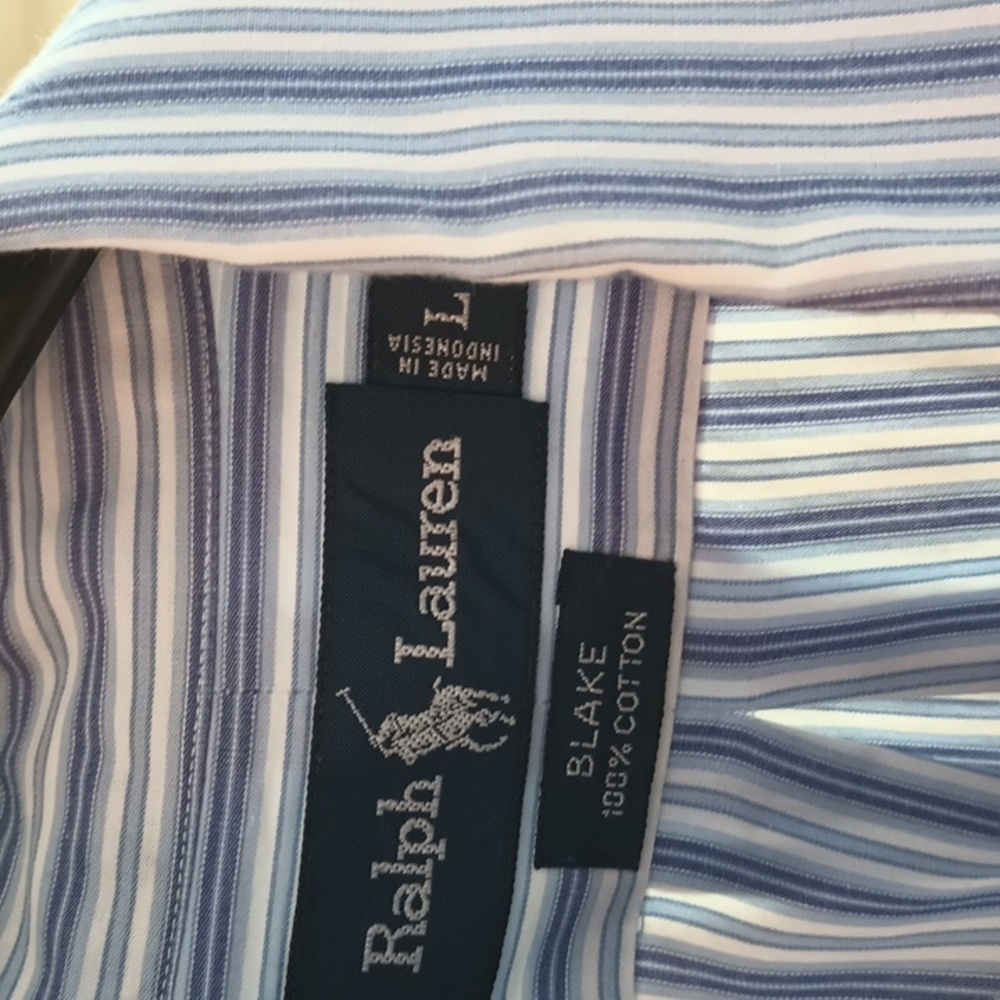 Ralph Lauren
BLAKE
100% COTTON
L
MADE IN
INDONESIA